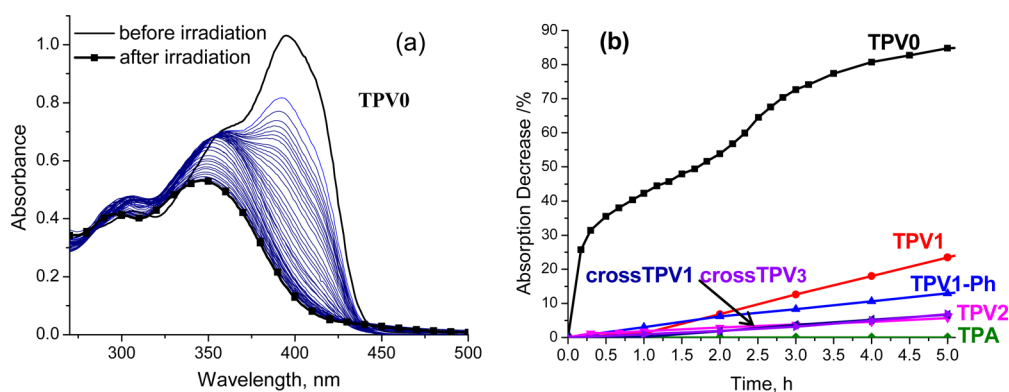 (a)
before irradiation
after irradiation
TPV0
Absorbance
1.0
0.8
0.6
0.4
0.2
0.0
300
350
400
450
500
Wavelength, nm
(b)
TPV0
TPV1
crossTPV1 crossTPV3
TPV1-Ph
TPV2
TPA
Absorption Decrease /%
90
80
70
60
50
40
30
20
10
0
0.0 0.5 1.0 1.5 2.0 2.5 3.0 3.5 4.0 4.5 5.0
Time, h